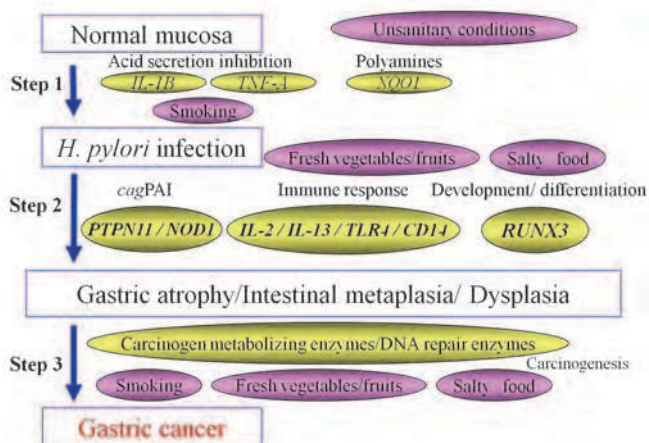 Normal mucosa
Unsanitary conditions
Acid secretion inhibition
Polyamines
Step 1
IL-1B
TNF-A
NQO1
Smoking
H. pylori infection
Fresh vegetables/fruits
Salty food
cagPAI
Immune response
Development/ differentiation
Step 2
PTPN11 / NOD1
IL-2 / IL-13 / TLR4 / CD14
RUNX3
Gastric atrophy/Intestinal metaplasia/ Dysplasia
Step 3
Carcinogen metabolizing enzymes/DNA repair enzymes
Carcinogenesis
Smoking
Fresh vegetables/fruits
Salty food
Gastric cancer